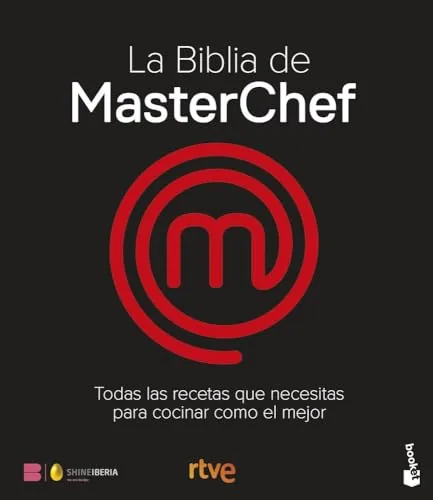 La Biblia de
MasterChef
m
Todas las recetas que necesitas
para cocinar como el mejor
SHINEIBERIA
rtve
booket